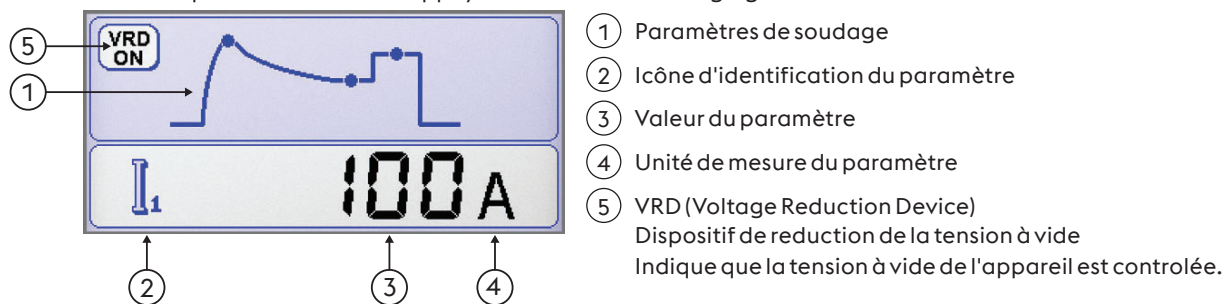 5
VRD
ON
1
I1
100 A
2
3
4
1 Paramètres de soudage
2 Icône d'identification du paramètre
3 Valeur du paramètre
4 Unité de mesure du paramètre
5 VRD (Voltage Reduction Device)
Dispositif de reduction de la tension à vide
Indique que la tension à vide de l'appareil est controlée.